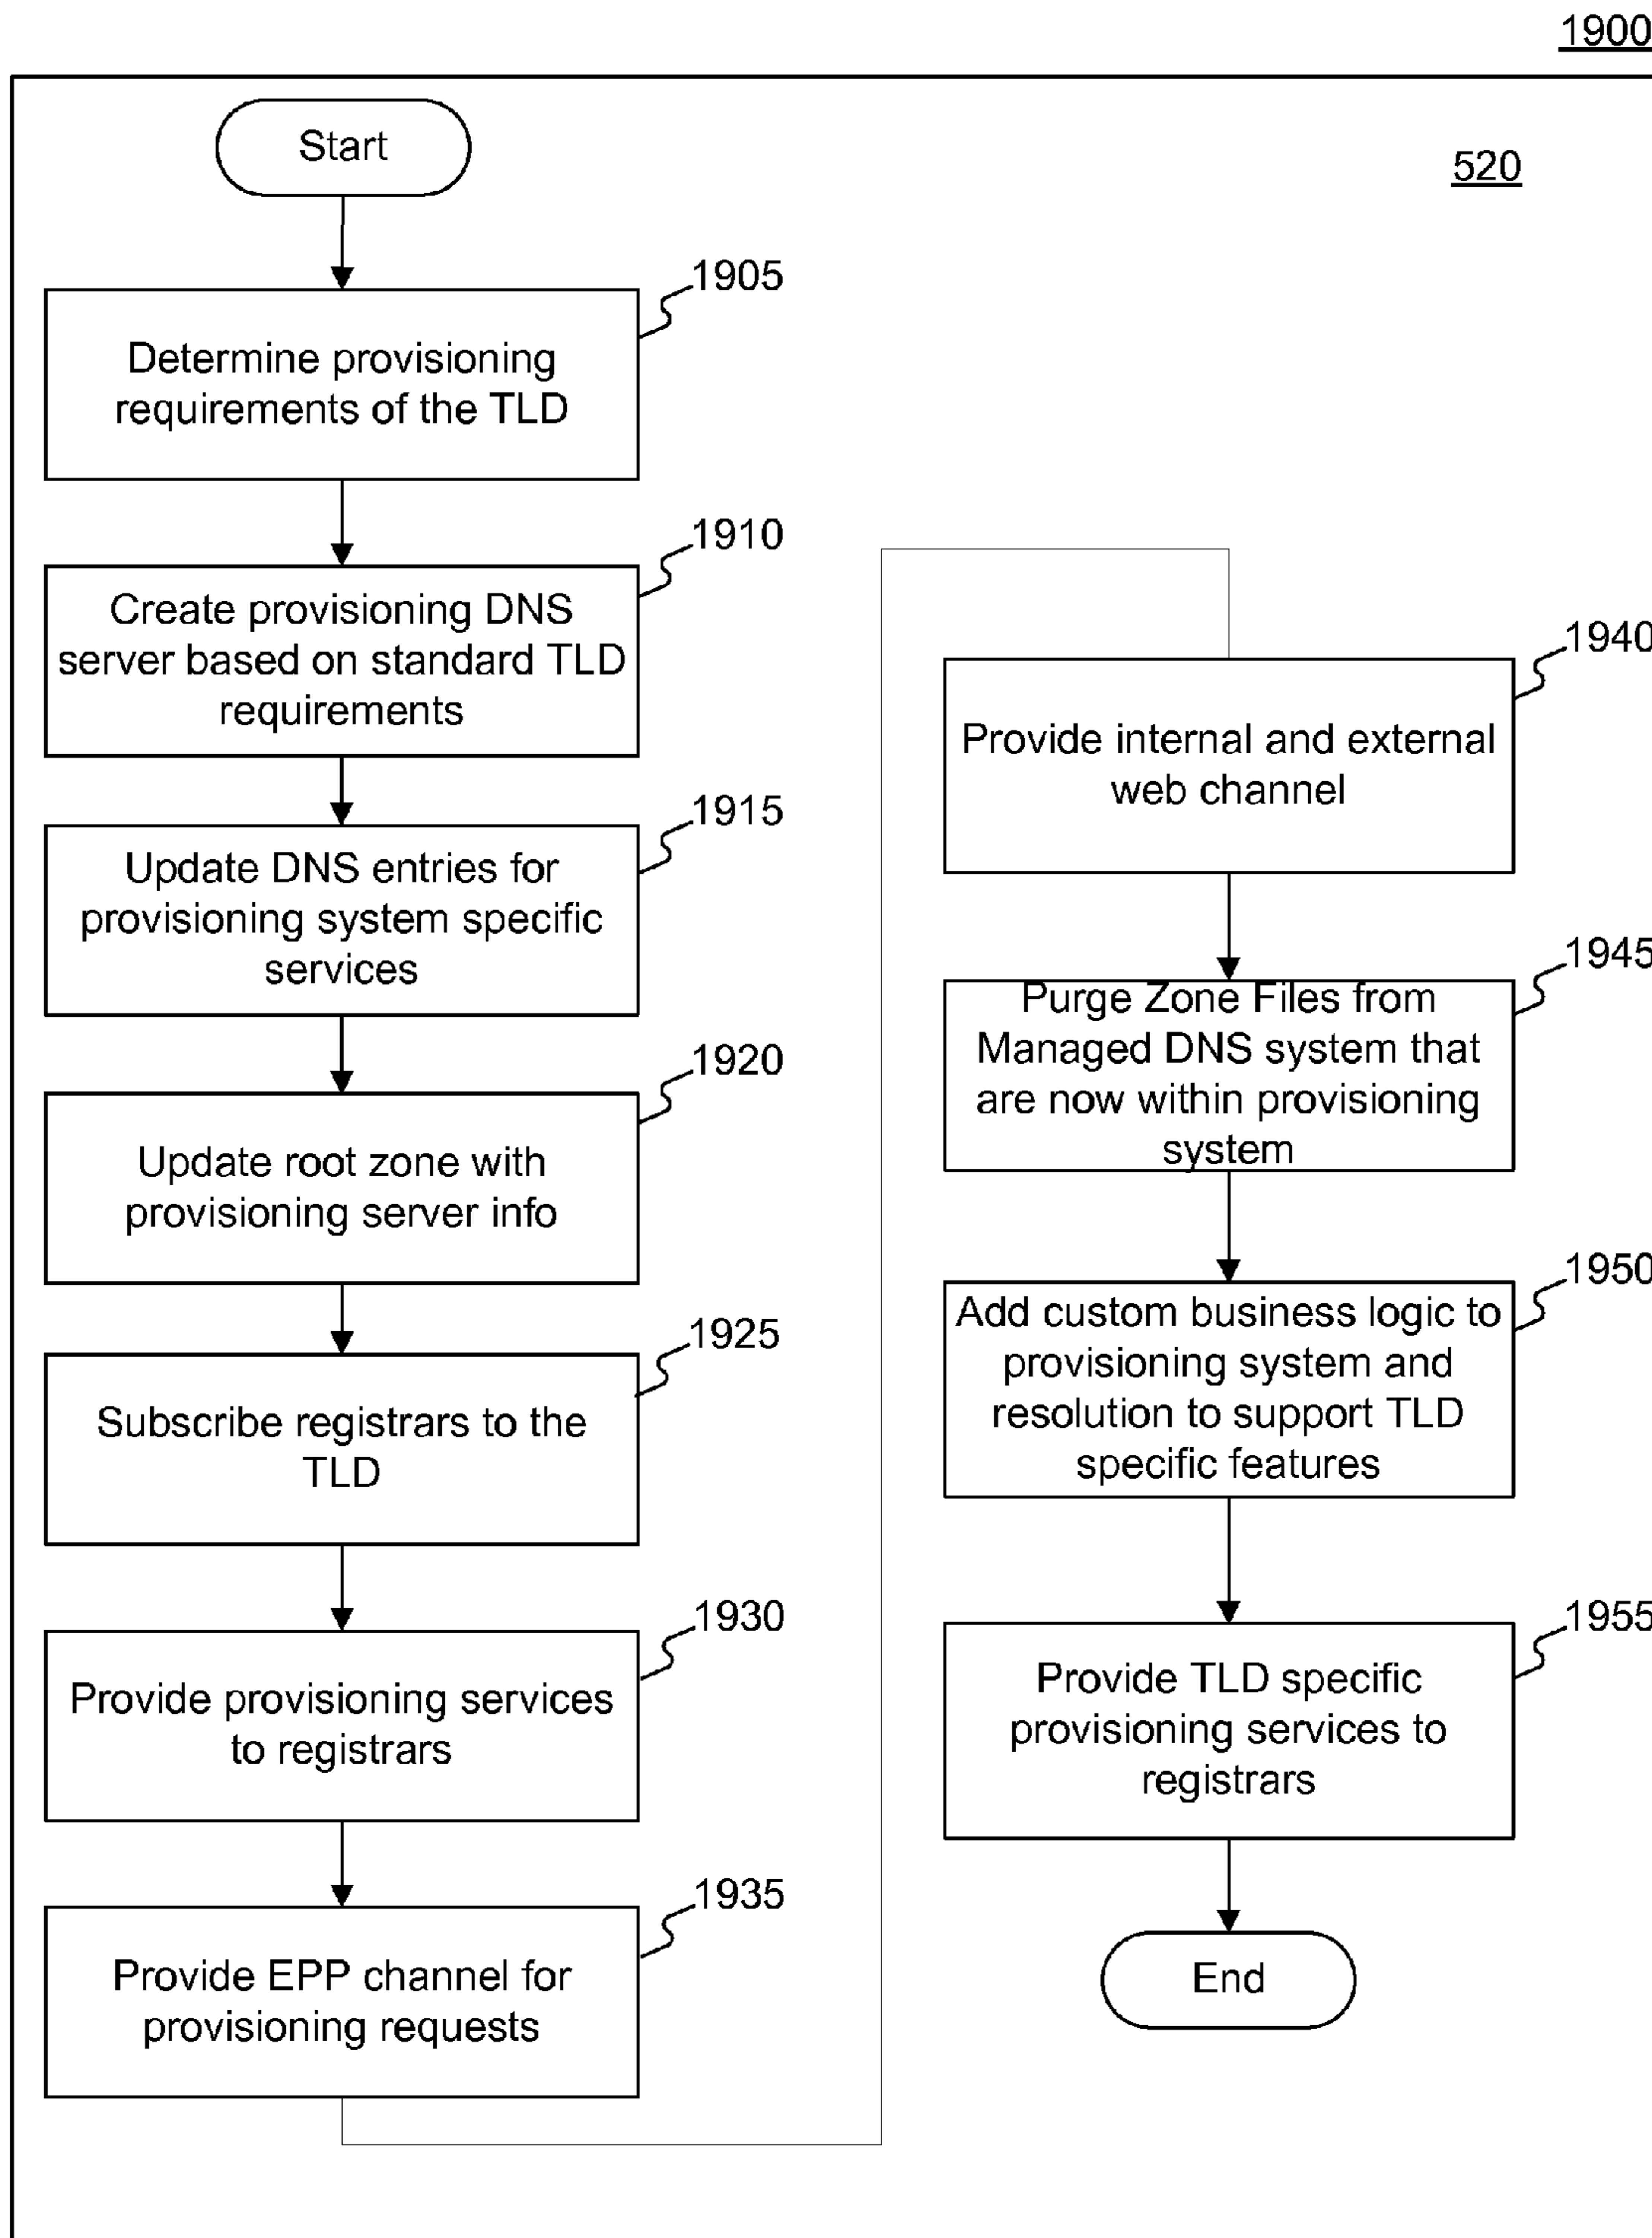 1900
520
Start
1905
Determine provisioning
requirements of the TLD
1910
Create provisioning DNS
server based on standard TLD
requirements
1915
Update DNS entries for
provisioning system specific
services
1920
Update root zone with
provisioning server info
1925
Subscribe registrars to the
TLD
1930
Provide provisioning services
to registrars
1935
Provide EPP channel for
provisioning requests
1940
Provide internal and external
web channel
1945
Purge Zone Files from
Managed DNS system that
are now within provisioning
system
1950
Add custom business logic to
provisioning system and
resolution to support TLD
specific features
1955
Provide TLD specific
provisioning services to
registrars
End